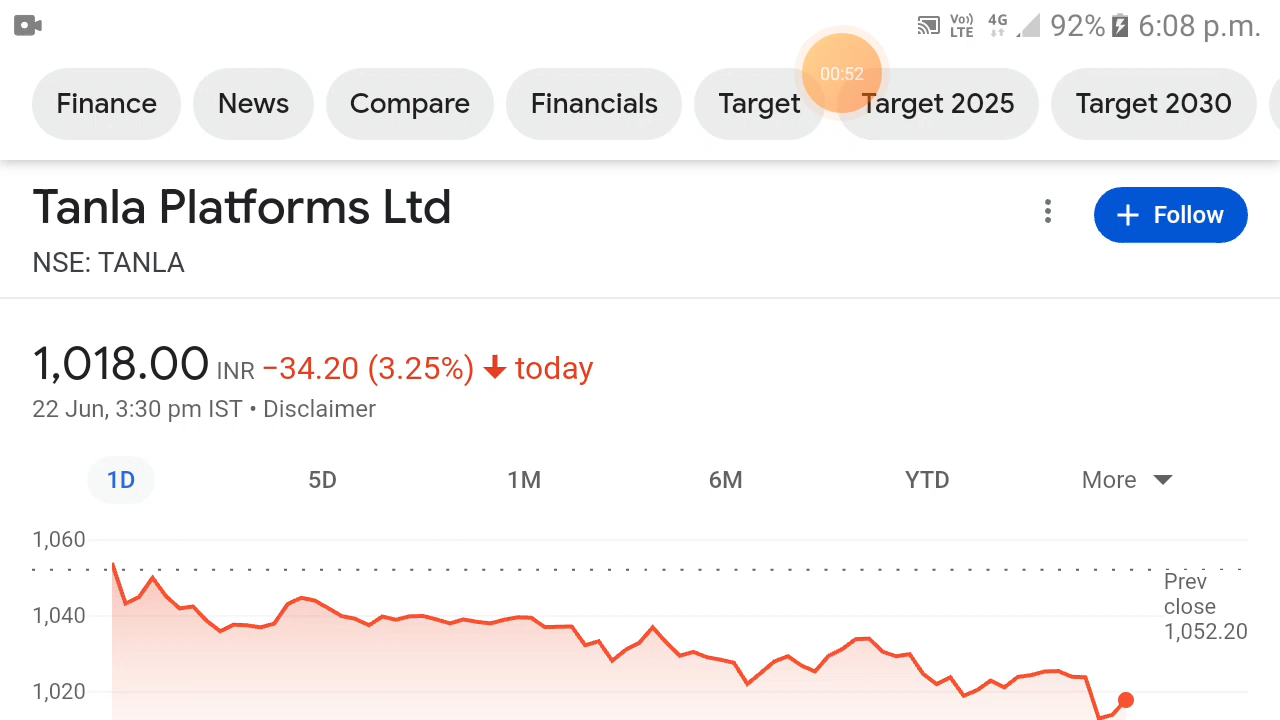 Vo)) LTE 4G 92% 6:08 p.m.
00:52
Finance News Compare Financials Target Target 2025 Target 2030
Tanla Platforms Ltd
+ Follow
NSE: TANLA
1,018.00 INR −34.20 (3.25%) ↓ today
22 Jun, 3:30 pm IST • Disclaimer
1D 5D 1M 6M YTD More
1,060
1,040
1,020
Prev
close
1,052.20